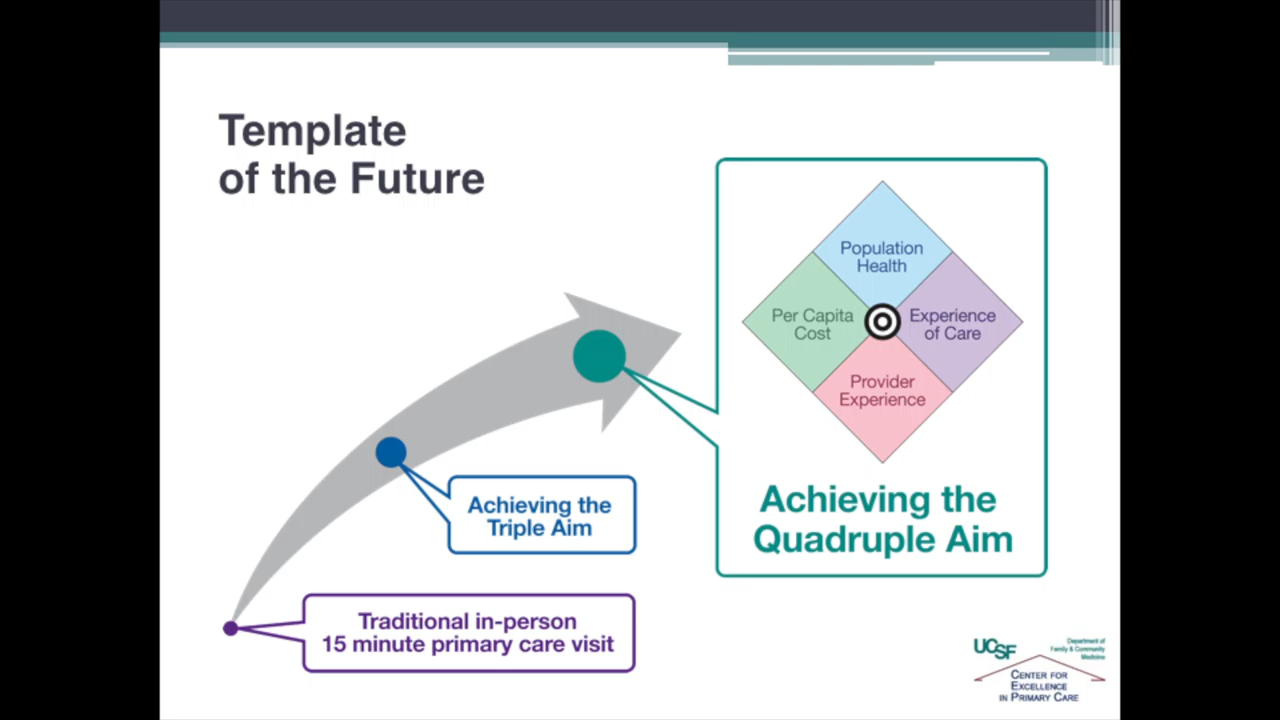 Template
of the Future
Population
Health
Per Capita
Cost
Experience
of Care
Provider
Experience
Achieving the
Quadruple Aim
Achieving the
Triple Aim
Traditional in-person
15 minute primary care visit
UCSF
Department of
Family & Community
Medicine
CENTER FOR
EXCELLENCE
IN PRIMARY CARE